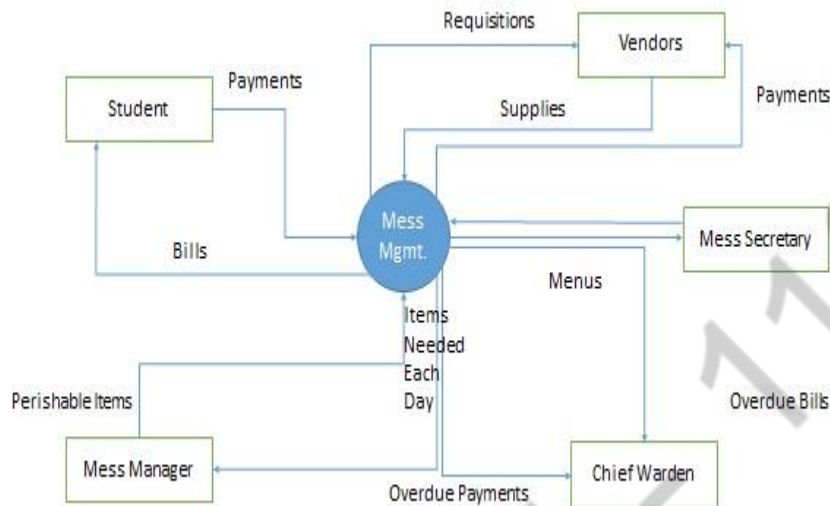 Requisitions
Vendors
Payments
Student
Supplies
Payments
Mess
Mgmt.
Mess Secretary
Bills
Menus
Items
Needed
Each
Day
Perishable Items
Overdue Bills
Mess Manager
Chief Warden
Overdue Payments
11